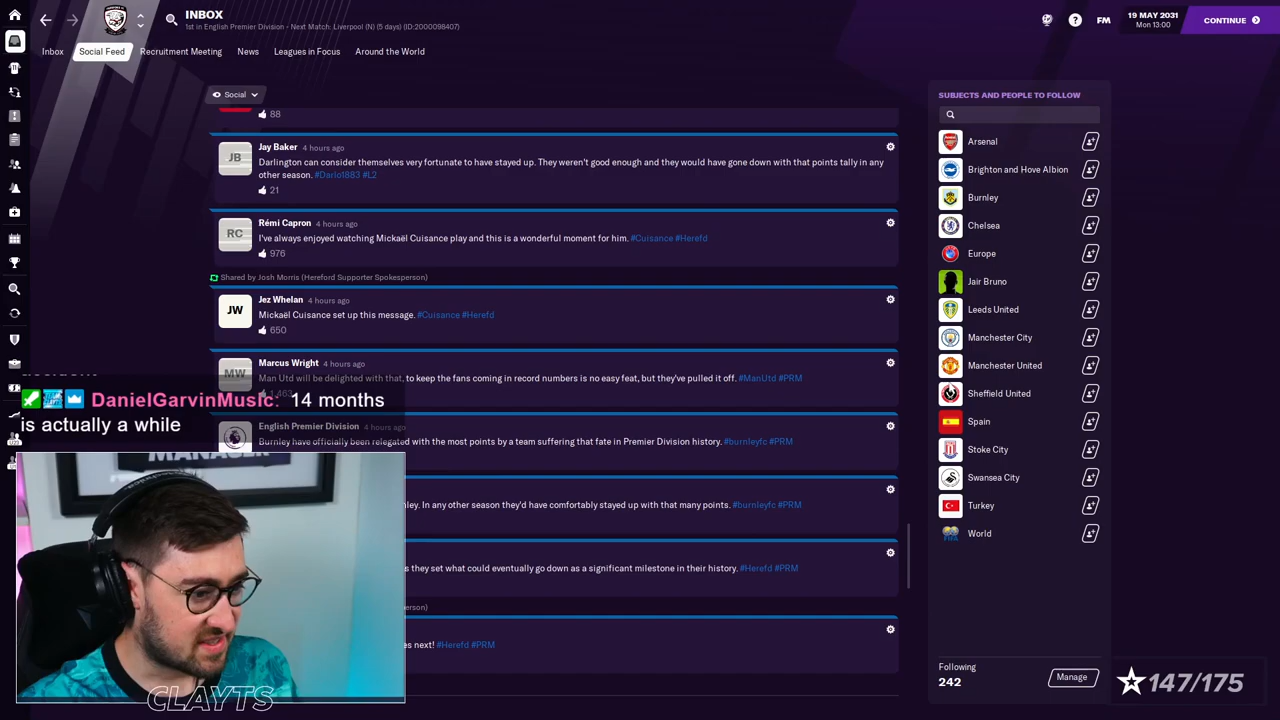 INBOX
1st in English Premier Division - Next Match: Liverpool (N) (5 days) (ID:2000098407)
FM
19 MAY 2031
Mon 13:00
CONTINUE
Inbox
Social Feed
Recruitment Meeting
News
Leagues in Focus
Around the World
Social
88
JB
Jay Baker 4 hours ago
Darlington can consider themselves very fortunate to have stayed up. They weren't good enough and they would have gone down with that points tally in any
other season. #Darlo1883 #L2
21
RC
Rémi Capron 4 hours ago
I've always enjoyed watching Mickaël Cuisance play and this is a wonderful moment for him. #Cuisance #Herefd
976
Shared by Josh Morris (Hereford Supporter Spokesperson)
JW
Jez Whelan 4 hours ago
Mickaël Cuisance set up this message. #Cuisance #Herefd
650
MW
Marcus Wright 4 hours ago
Man Utd will be delighted with that, to keep the fans coming in record numbers is no easy feat, but they've pulled it off. #ManUtd #PRM
1,463
DanielGarvinMusic: 14 months
is actually a while
English Premier Division 4 hours ago
Burnley have officially been relegated with the most points by a team suffering that fate in Premier Division history. #burnleyfc #PRM
nley. In any other season they'd have comfortably stayed up with that many points. #burnleyfc #PRM
s they set what could eventually go down as a significant milestone in their history. #Herefd #PRM
erson)
es next! #Herefd #PRM
MANAGER
CLAYTS
SUBJECTS AND PEOPLE TO FOLLOW
Arsenal
Brighton and Hove Albion
Burnley
Chelsea
Europe
Jair Bruno
Leeds United
Manchester City
Manchester United
Sheffield United
Spain
Stoke City
Swansea City
Turkey
World
Following
242
Manage
147/175